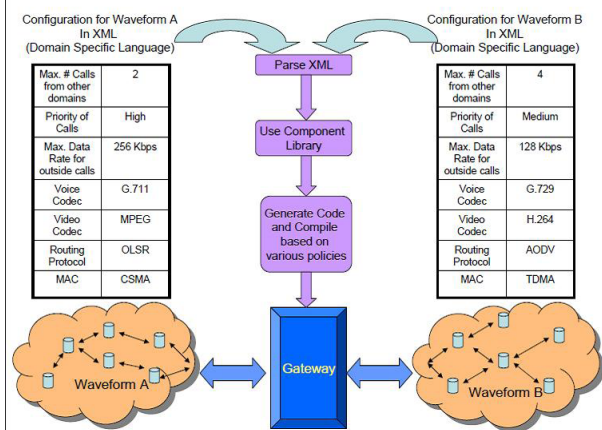 Configuration for Waveform A
In XML
(Domain Specific Language)
Max. # Calls
from other
domains
2
Priority of
Calls
High
Max. Data
Rate for
outside calls
256 Kbps
Voice
Codec
G.711
Video
Codec
MPEG
Routing
Protocol
OLSR
MAC
CSMA
Parse XML
Use Component
Library
Generate Code
and Compile
based on
various policies
Gateway
Configuration for Waveform B
In XML
(Domain Specific Language)
Max. # Calls
from other
domains
4
Priority of
Calls
Medium
Max. Data
Rate for
outside calls
128 Kbps
Voice
Codec
G.729
Video
Codec
H.264
Routing
Protocol
AODV
MAC
TDMA
Waveform A
Waveform B